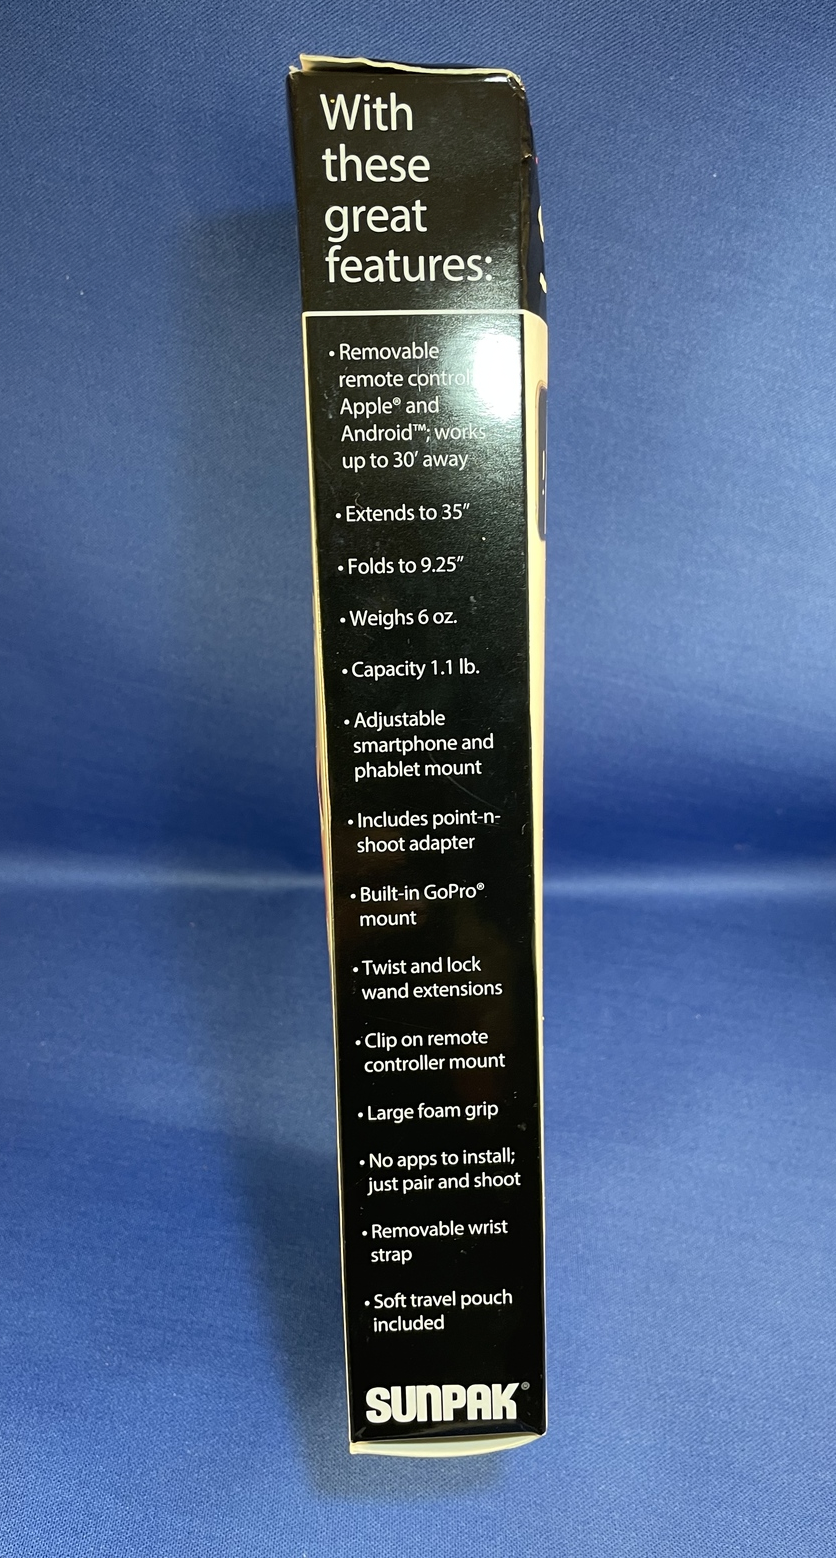 With
these
great
features:
• Removable
remote control
Apple® and
Android™; works
up to 30′ away
• Extends to 35″
• Folds to 9.25″
• Weighs 6 oz.
• Capacity 1.1 lb.
• Adjustable
smartphone and
phablet mount
• Includes point-n-
shoot adapter
• Built-in GoPro®
mount
• Twist and lock
wand extensions
• Clip on remote
controller mount
• Large foam grip
• No apps to install;
just pair and shoot
• Removable wrist
strap
• Soft travel pouch
included
SUNPAK®